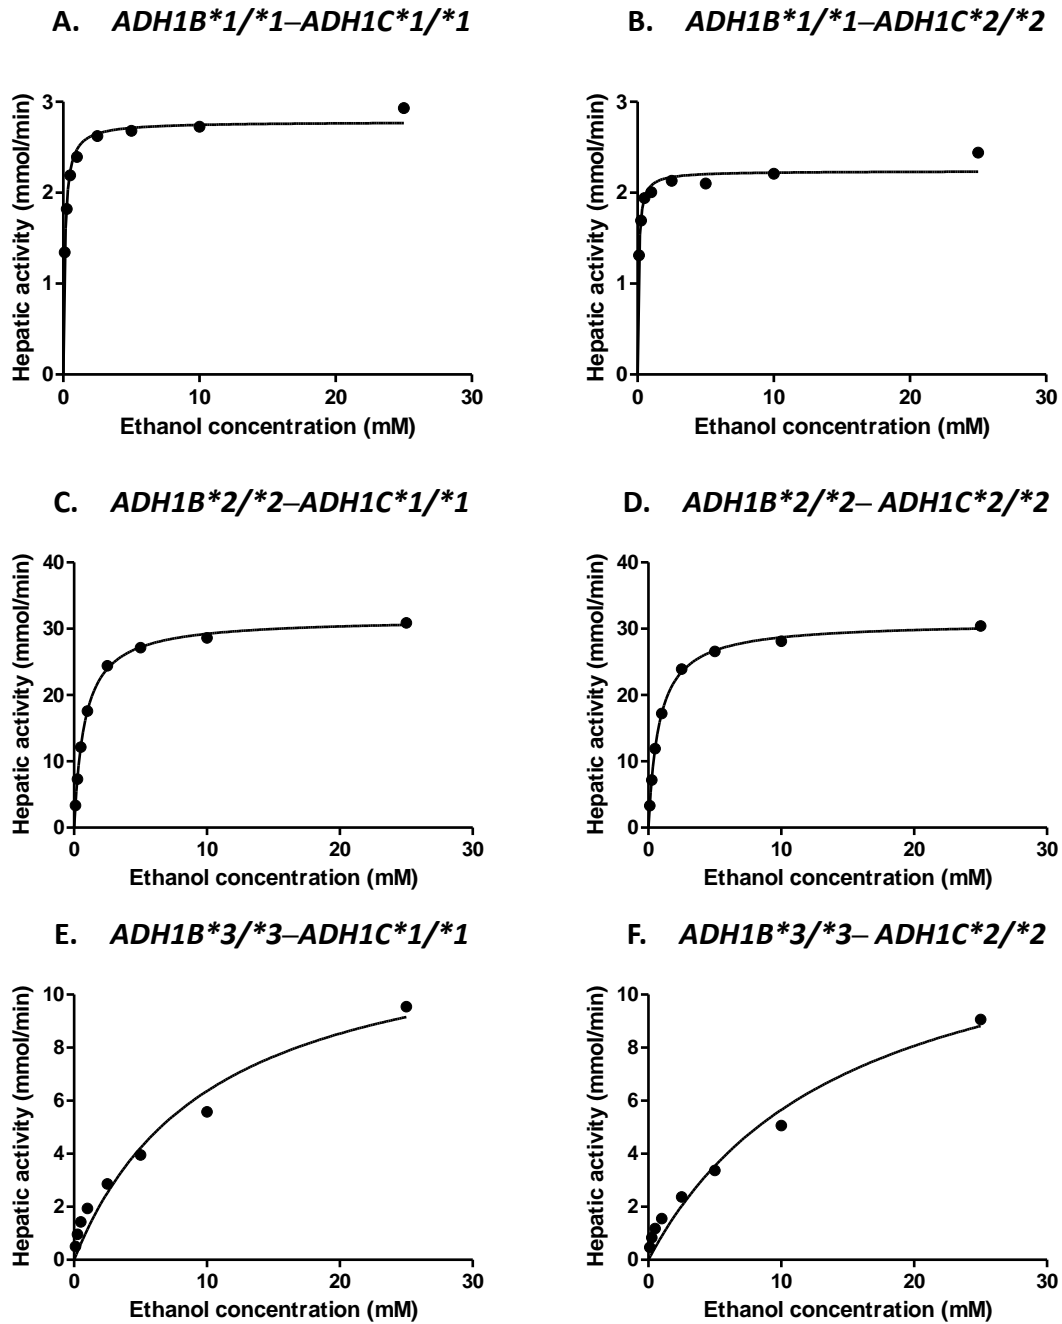 A. ADH1B*1/*1–ADH1C*1/*1
Hepatic activity (mmol/min)
3
2
1
0
0 10 20 30
Ethanol concentration (mM)
B. ADH1B*1/*1–ADH1C*2/*2
Hepatic activity (mmol/min)
3
2
1
0
0 10 20 30
Ethanol concentration (mM)
C. ADH1B*2/*2–ADH1C*1/*1
Hepatic activity (mmol/min)
40
30
20
10
0
0 10 20 30
Ethanol concentration (mM)
D. ADH1B*2/*2– ADH1C*2/*2
Hepatic activity (mmol/min)
40
30
20
10
0
0 10 20 30
Ethanol concentration (mM)
E. ADH1B*3/*3–ADH1C*1/*1
Hepatic activity (mmol/min)
10
8
6
4
2
0
0 10 20 30
Ethanol concentration (mM)
F. ADH1B*3/*3– ADH1C*2/*2
Hepatic activity (mmol/min)
10
8
6
4
2
0
0 10 20 30
Ethanol concentration (mM)